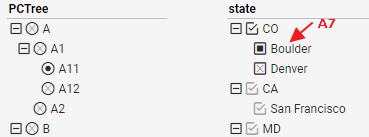 PCTree
A
A1
A11
A12
A2
B
state
A7
CO
Boulder
Denver
CA
San Francisco
MD